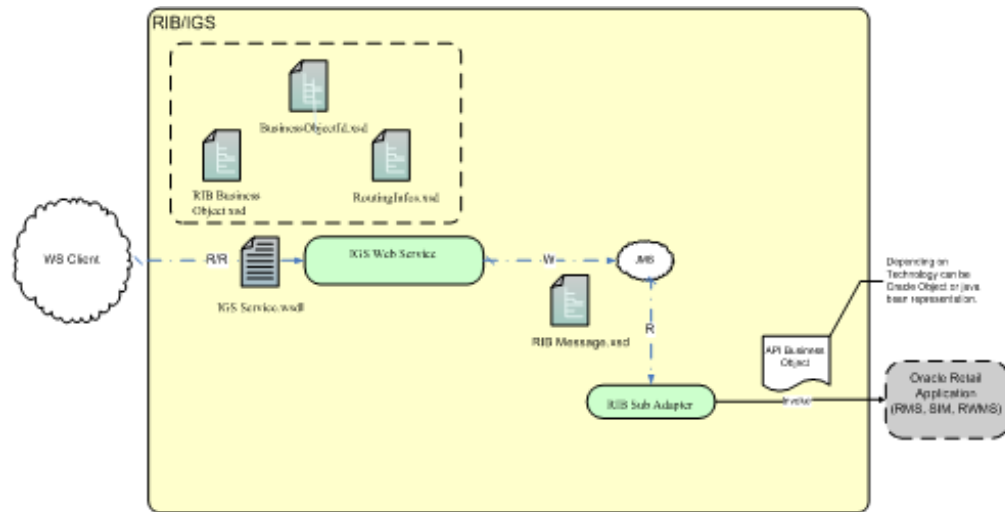 RIB/IGS
BusinessObjectId.xsd
RIB Business
Object.xsd
RoutingInfos.xsd
WS Client
R/R
IGS Service.wsdl
IGS Web Service
W
JMS
RIB Message.xsd
R
RIB Sub Adapter
Depending on
Technology can be
Oracle Object or java
bean representation.
API Business
Object
Invoke
Oracle Retail
Application
(RMS, SIM, RWMS)